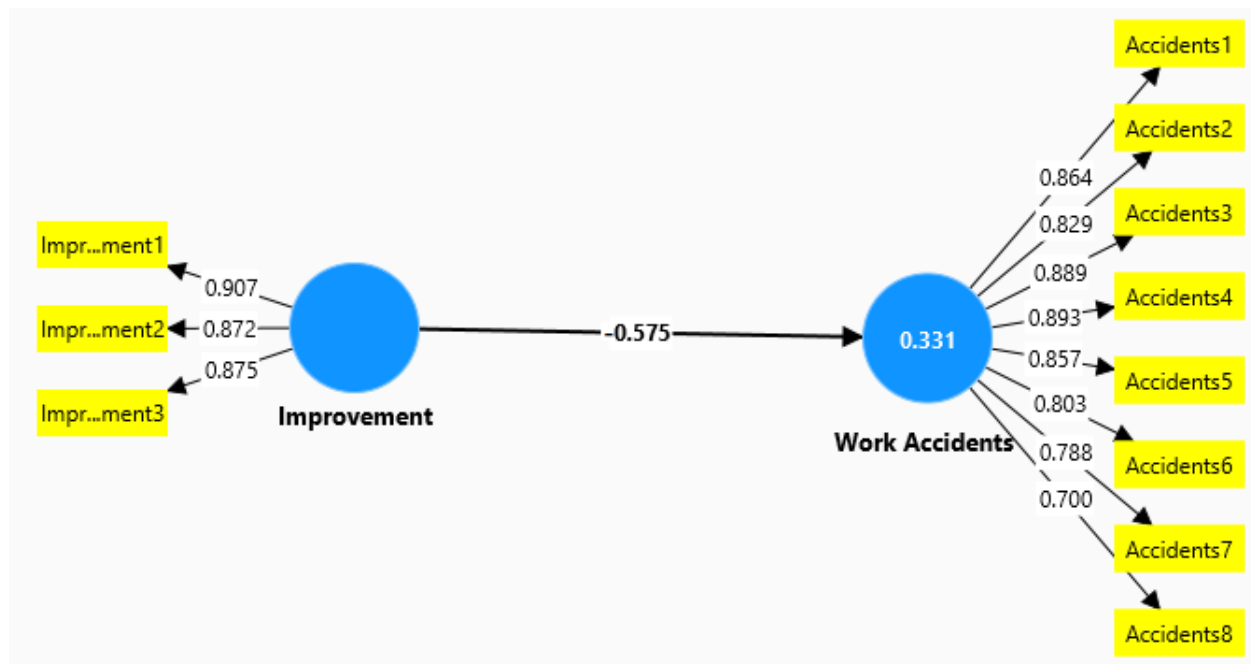 Accidents1
Accidents2
0.864
0.829
Accidents3
Impr...ment1
0.889
0.907
Accidents4
0.893
Impr...ment2
0.872
-0.575
0.331
0.857
0.875
Accidents5
0.803
Impr...ment3
Improvement
Work Accidents
0.788
Accidents6
0.700
Accidents7
Accidents8